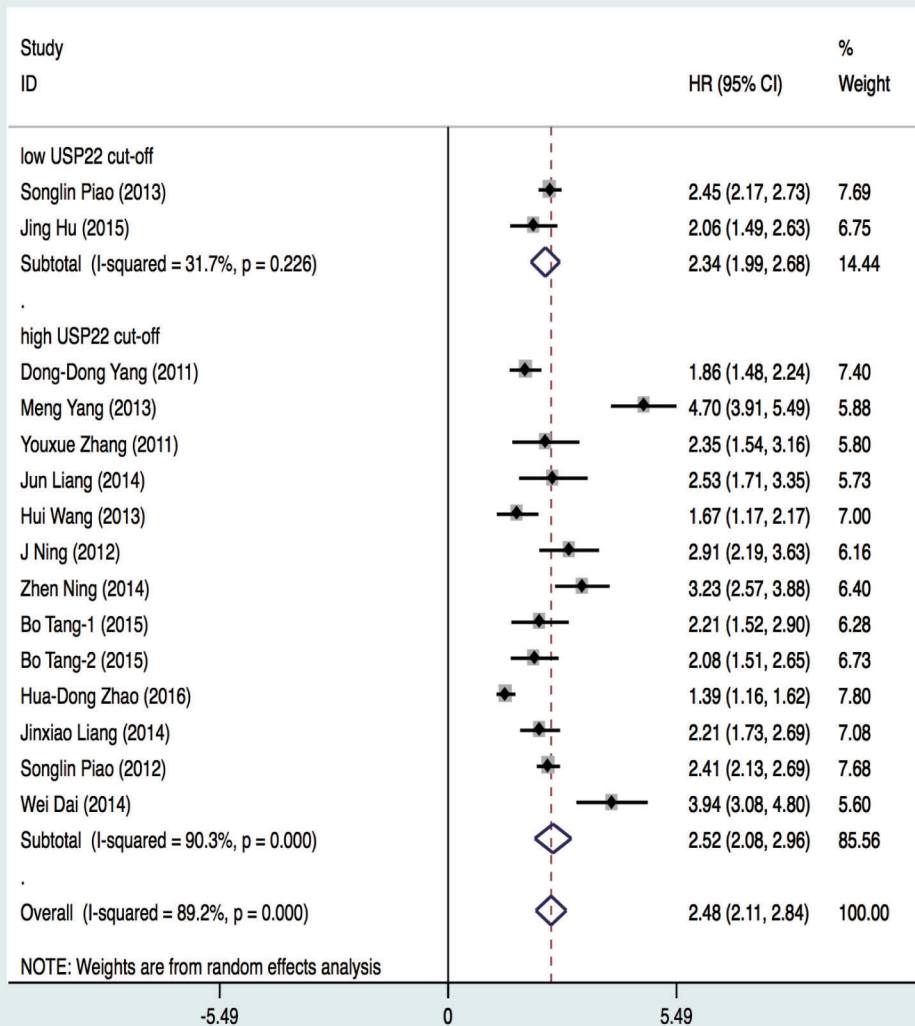 Study %
ID HR (95% CI) Weight
low USP22 cut-off
Songlin Piao (2013) 2.45 (2.17, 2.73) 7.69
Jing Hu (2015) 2.06 (1.49, 2.63) 6.75
Subtotal (I-squared = 31.7%, p = 0.226) 2.34 (1.99, 2.68) 14.44
.
high USP22 cut-off
Dong-Dong Yang (2011) 1.86 (1.48, 2.24) 7.40
Meng Yang (2013) 4.70 (3.91, 5.49) 5.88
Youxue Zhang (2011) 2.35 (1.54, 3.16) 5.80
Jun Liang (2014) 2.53 (1.71, 3.35) 5.73
Hui Wang (2013) 1.67 (1.17, 2.17) 7.00
J Ning (2012) 2.91 (2.19, 3.63) 6.16
Zhen Ning (2014) 3.23 (2.57, 3.88) 6.40
Bo Tang-1 (2015) 2.21 (1.52, 2.90) 6.28
Bo Tang-2 (2015) 2.08 (1.51, 2.65) 6.73
Hua-Dong Zhao (2016) 1.39 (1.16, 1.62) 7.80
Jinxiao Liang (2014) 2.21 (1.73, 2.69) 7.08
Songlin Piao (2012) 2.41 (2.13, 2.69) 7.68
Wei Dai (2014) 3.94 (3.08, 4.80) 5.60
Subtotal (I-squared = 90.3%, p = 0.000) 2.52 (2.08, 2.96) 85.56
.
Overall (I-squared = 89.2%, p = 0.000) 2.48 (2.11, 2.84) 100.00
NOTE: Weights are from random effects analysis
-5.49 0 5.49